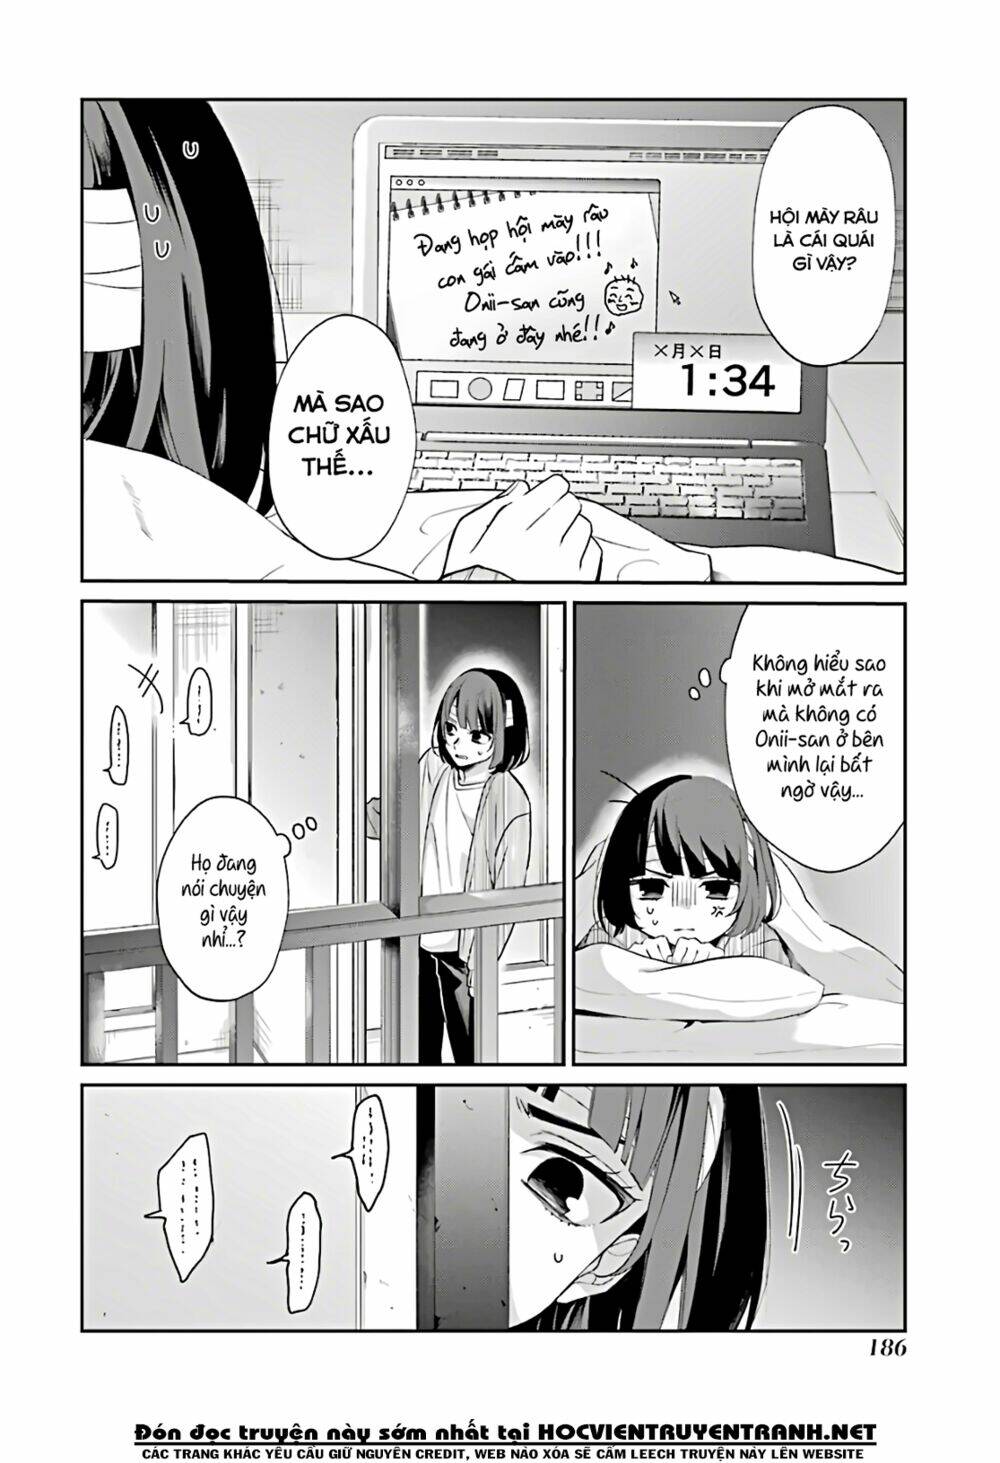 HỘI MÀY RÂU
LÀ CÁI QUÁI
GÌ VẬY?
Đang họp hội mày râu
con gái cấm vào!!!
Onii-san cũng
đang ở đây nhé!!
×月×日
1:34
MÀ SAO
CHỮ XẤU
THẾ...
Không hiểu sao
khi mở mắt ra
mà không có
Onii-san ở bên
mình lại bất
ngờ vậy...
Họ đang
nói chuyện
gì vậy
nhỉ...?
ちらっ
186
Đón đọc truyện này sớm nhất tại HOCVIENTRUYENTRANH.NET
CÁC TRANG KHÁC YÊU CẦU GIỮ NGUYÊN CREDIT, WEB NÀO XÓA SẼ CẤM LEECH TRUYỆN NÀY LÊN WEBSITE